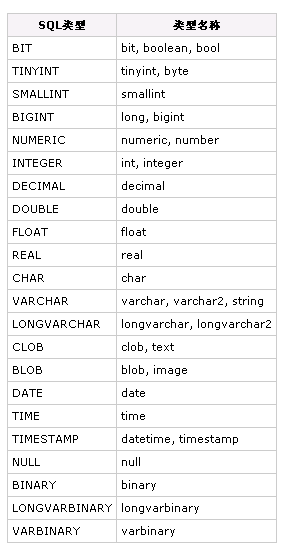 SQL类型 类型名称
BIT bit, boolean, bool
TINYINT tinyint, byte
SMALLINT smallint
BIGINT long, bigint
NUMERIC numeric, number
INTEGER int, integer
DECIMAL decimal
DOUBLE double
FLOAT float
REAL real
CHAR char
VARCHAR varchar, varchar2, string
LONGVARCHAR longvarchar, longvarchar2
CLOB clob, text
BLOB blob, image
DATE date
TIME time
TIMESTAMP datetime, timestamp
NULL null
BINARY binary
LONGVARBINARY longvarbinary
VARBINARY varbinary